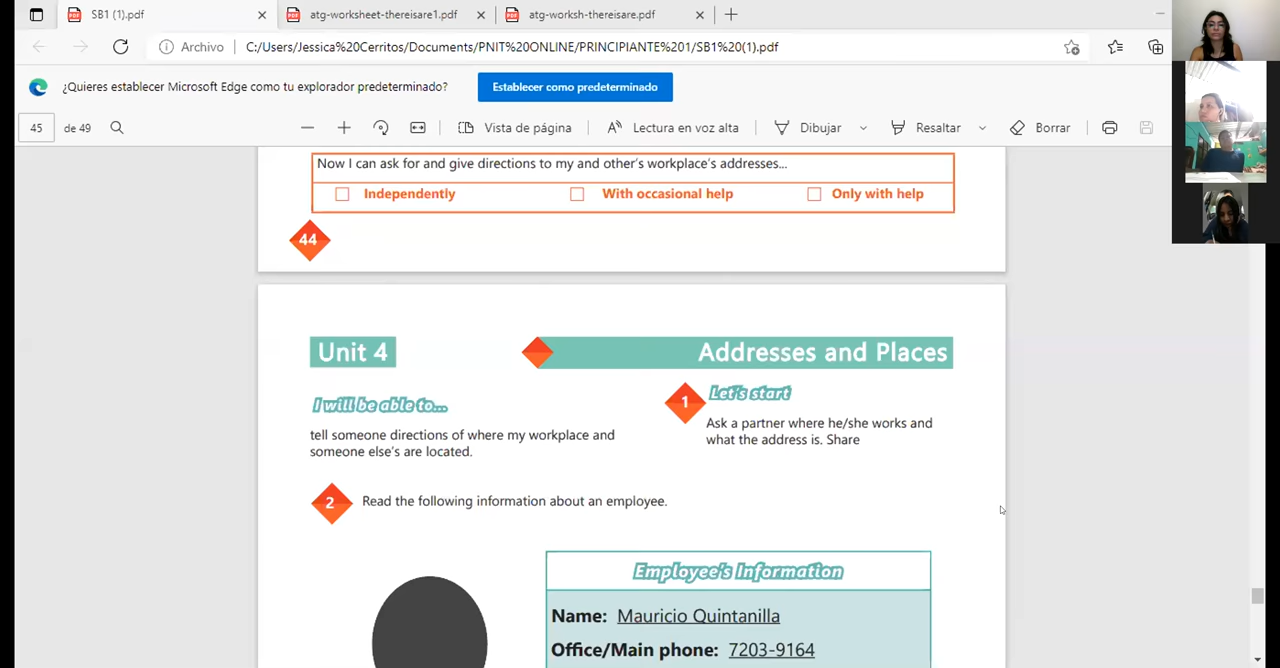 SB1 (1).pdf
atg-worksheet-thereisare1.pdf
atg-worksh-thereisare.pdf
Archivo
C:/Users/Jessica%20Cerritos/Documents/PNIT%20ONLINE/PRINCIPIANTE%201/SB1%20(1).pdf
¿Quieres establecer Microsoft Edge como tu explorador predeterminado?
Establecer como predeterminado
45 de 49
Vista de página
Lectura en voz alta
Dibujar
Resaltar
Borrar
Now I can ask for and give directions to my and other's workplace's addresses...
Independently
With occasional help
Only with help
44
Unit 4
Addresses and Places
I will be able to...
tell someone directions of where my workplace and
someone else's are located.
1
Let's start
Ask a partner where he/she works and
what the address is. Share
2
Read the following information about an employee.
Employee's Information
Name: Mauricio Quintanilla
Office/Main phone: 7203-9164